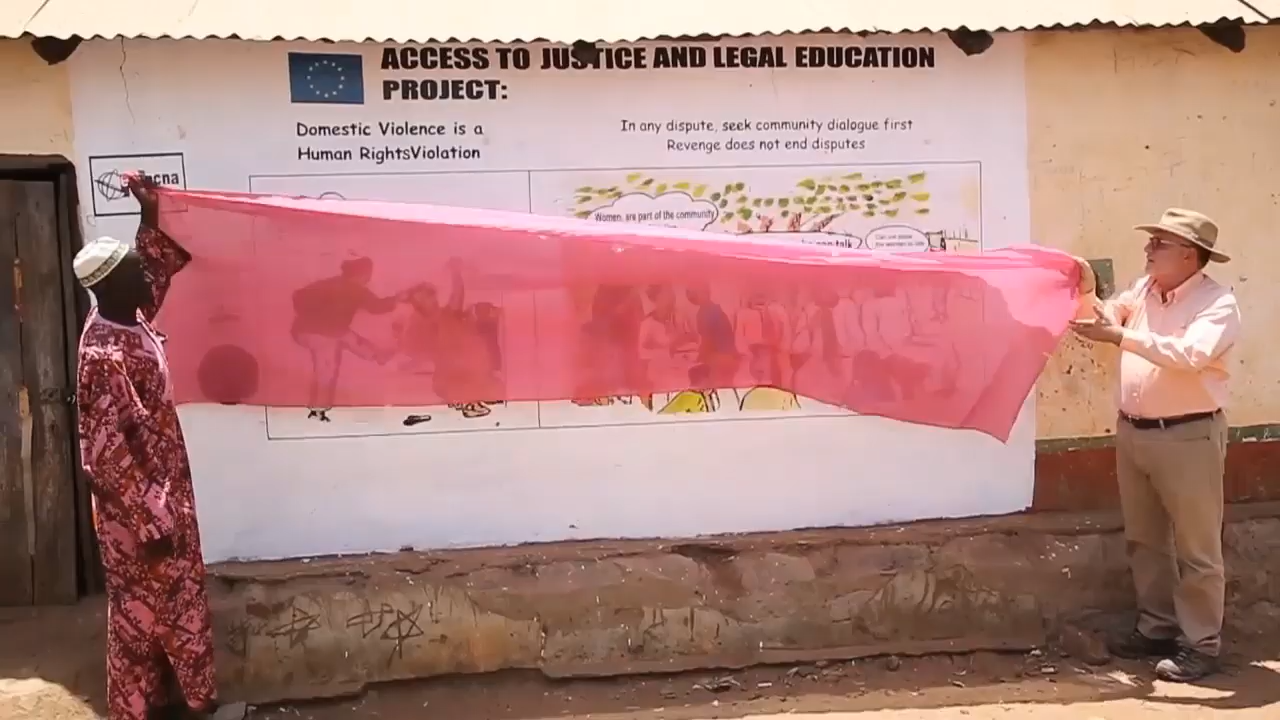 ACCESS TO JUSTICE AND LEGAL EDUCATION
PROJECT:
Domestic Violence is a
Human RightsViolation
In any dispute, seek community dialogue first
Revenge does not end disputes
Women, are part of the community
talk